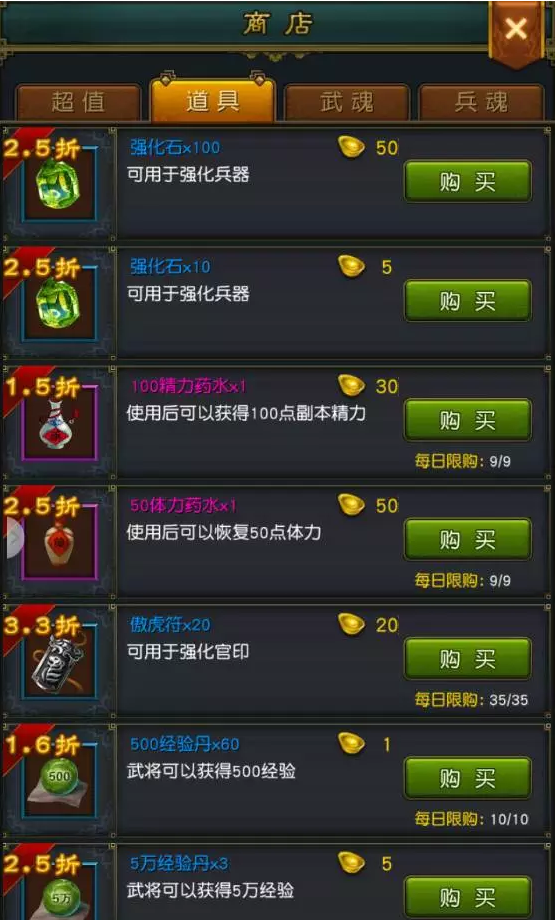 商店
超值 道具 武魂 兵魂
2.5折 强化石x100 50
可用于强化兵器
购买
2.5折 强化石x10 5
可用于强化兵器
购买
1.5折 100精力药水x1 30
使用后可以获得100点副本精力
购买
每日限购：9/9
2.5折 50体力药水x1 50
使用后可以恢复50点体力
购买
每日限购：9/9
3.3折 傲虎符x20 20
可用于强化官印
购买
每日限购：35/35
1.6折 500经验丹x60 1
500
武将可以获得500经验
购买
每日限购：10/10
2.5折 5万经验丹x3 5
5万
武将可以获得5万经验
购买